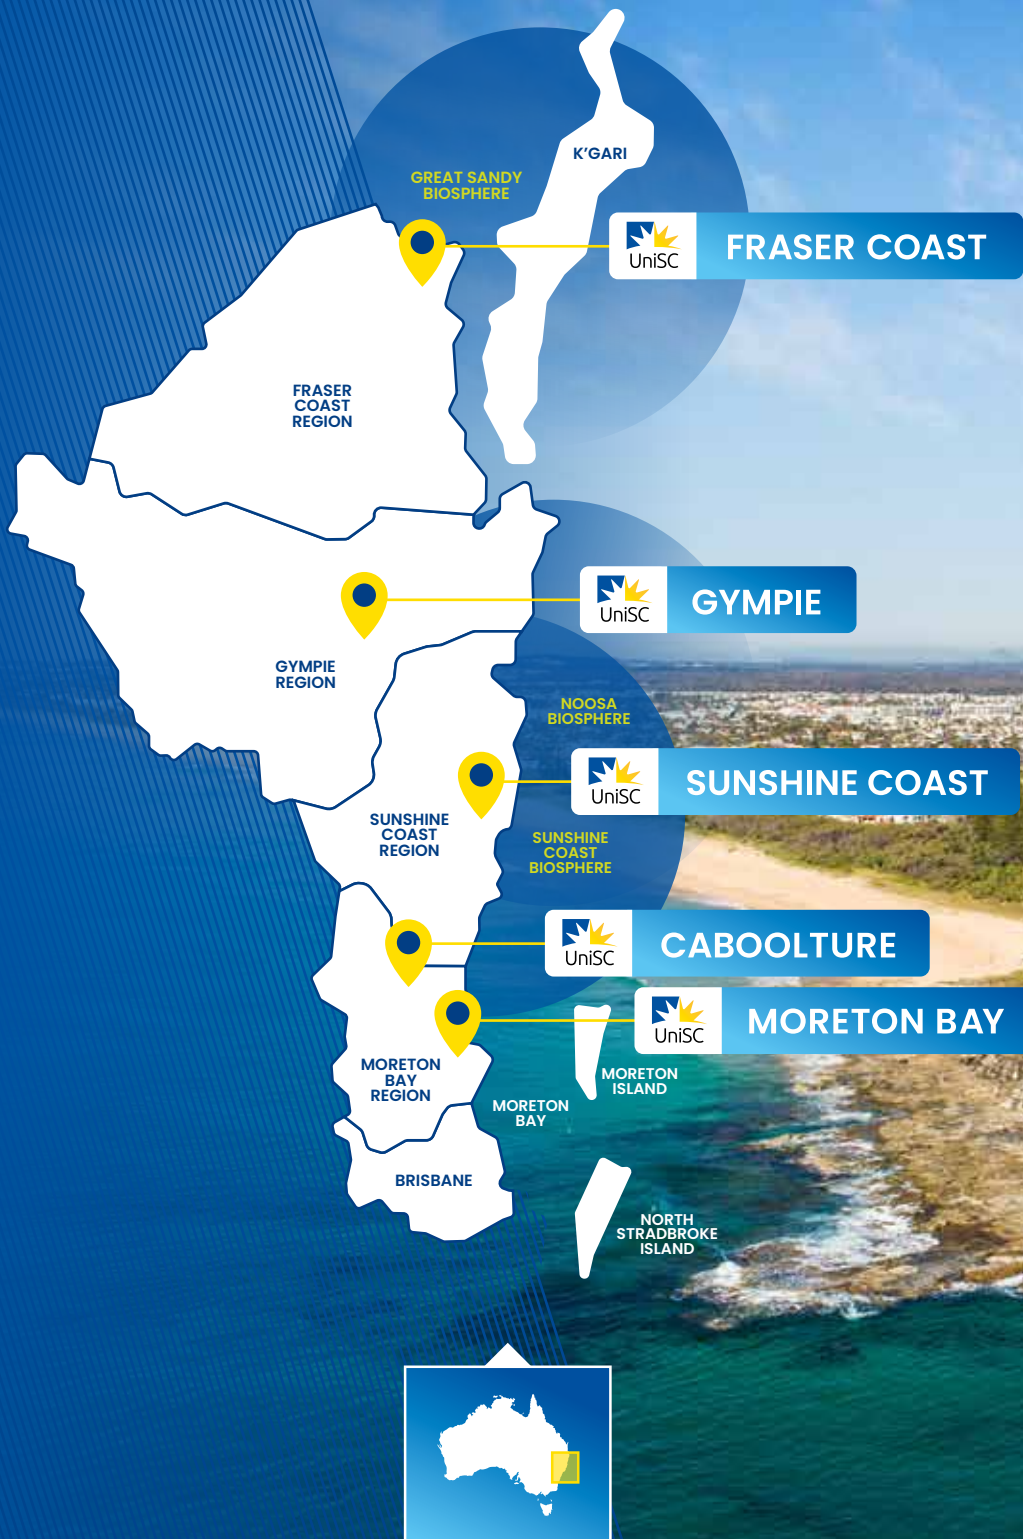 K'GARI
GREAT SANDY
BIOSPHERE
UniSC
FRASER COAST
FRASER
COAST
REGION
UniSC
GYMPIE
GYMPIE
REGION
NOOSA
BIOSPHERE
UniSC
SUNSHINE COAST
SUNSHINE
COAST
REGION
SUNSHINE
COAST
BIOSPHERE
UniSC
CABOOLTURE
UniSC
MORETON BAY
MORETON
BAY
REGION
MORETON
ISLAND
MORETON
BAY
BRISBANE
NORTH
STRADBROKE
ISLAND